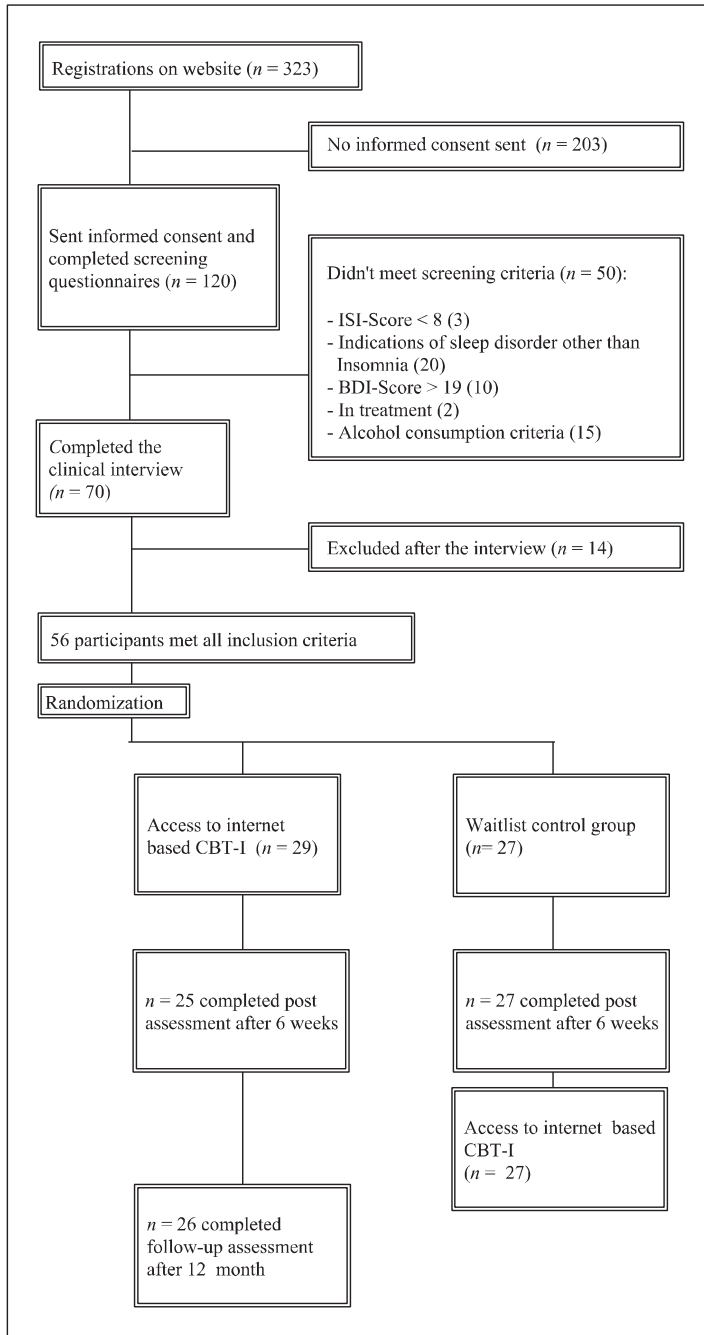 Registrations on website (n = 323)
No informed consent sent (n = 203)
Sent informed consent and
completed screening
questionnaires (n = 120)
Didn't meet screening criteria (n = 50):
- ISI-Score < 8 (3)
- Indications of sleep disorder other than
Insomnia (20)
- BDI-Score > 19 (10)
- In treatment (2)
- Alcohol consumption criteria (15)
Completed the
clinical interview
(n = 70)
Excluded after the interview (n = 14)
56 participants met all inclusion criteria
Randomization
Access to internet
based CBT-I (n = 29)
Waitlist control group
(n= 27)
n = 25 completed post
assessment after 6 weeks
n = 27 completed post
assessment after 6 weeks
Access to internet based
CBT-I
(n = 27)
n = 26 completed
follow-up assessment
after 12 month